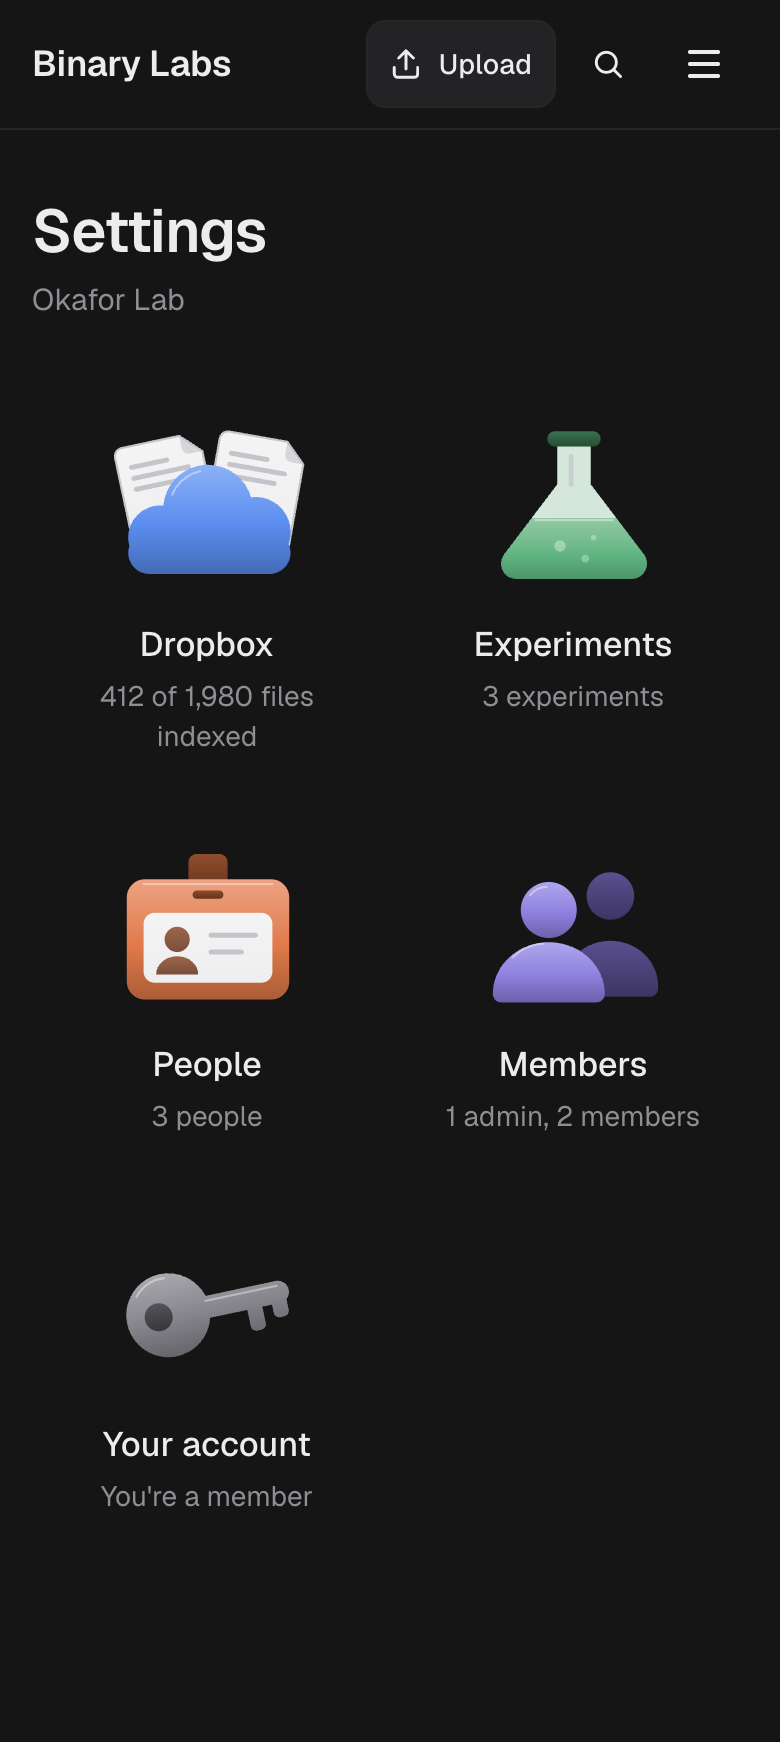 Binary Labs
Upload
Settings
Okafor Lab
Dropbox
412 of 1,980 files
indexed
Experiments
3 experiments
People
3 people
Members
1 admin, 2 members
Your account
You're a member